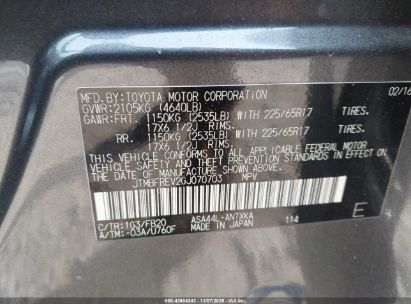 MFD.BY:TOYOTA MOTOR CORPORATION 02/16
GVWR:2105KG (4640LB)
GAWR:FRT. 1150KG (2535LB) WITH 225/65R17 TIRES.
17X6 1/2J RIMS.
RR. 1150KG (2535LB) WITH 225/65R17 TIRES.
17X6 1/2J RIMS.
THIS VEHICLE CONFORMS TO ALL APPLICABLE FEDERAL MOTOR
VEHICLE SAFETY
THEFT PREVENTION STANDARDS IN EFFECT ON THE DATE OF
MANUFACTURE SHOWN ABOVE.
JTMBFREV2GJ070703 MPV
C/TR:1G3/FB20 ASA44L-ANTXKA
A/TM:-03A/U760F MADE IN JAPAN 114
E